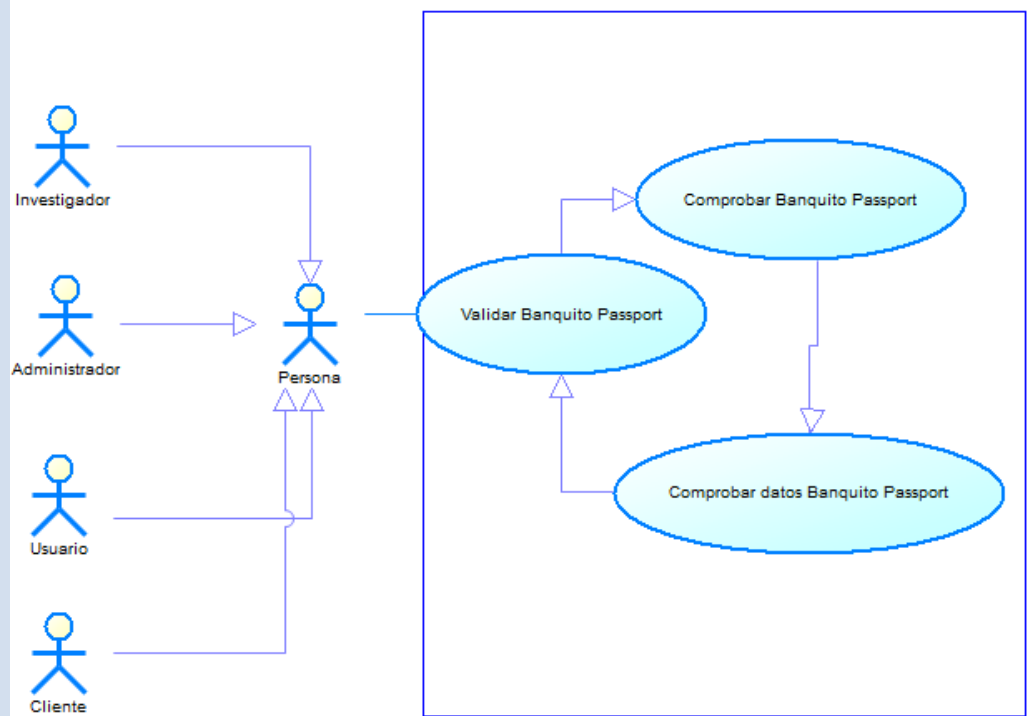 Investigador
Comprobar Banquito Passport
Validar Banquito Passport
Administrador
Persona
Comprobar datos Banquito Passport
Usuario
Cliente